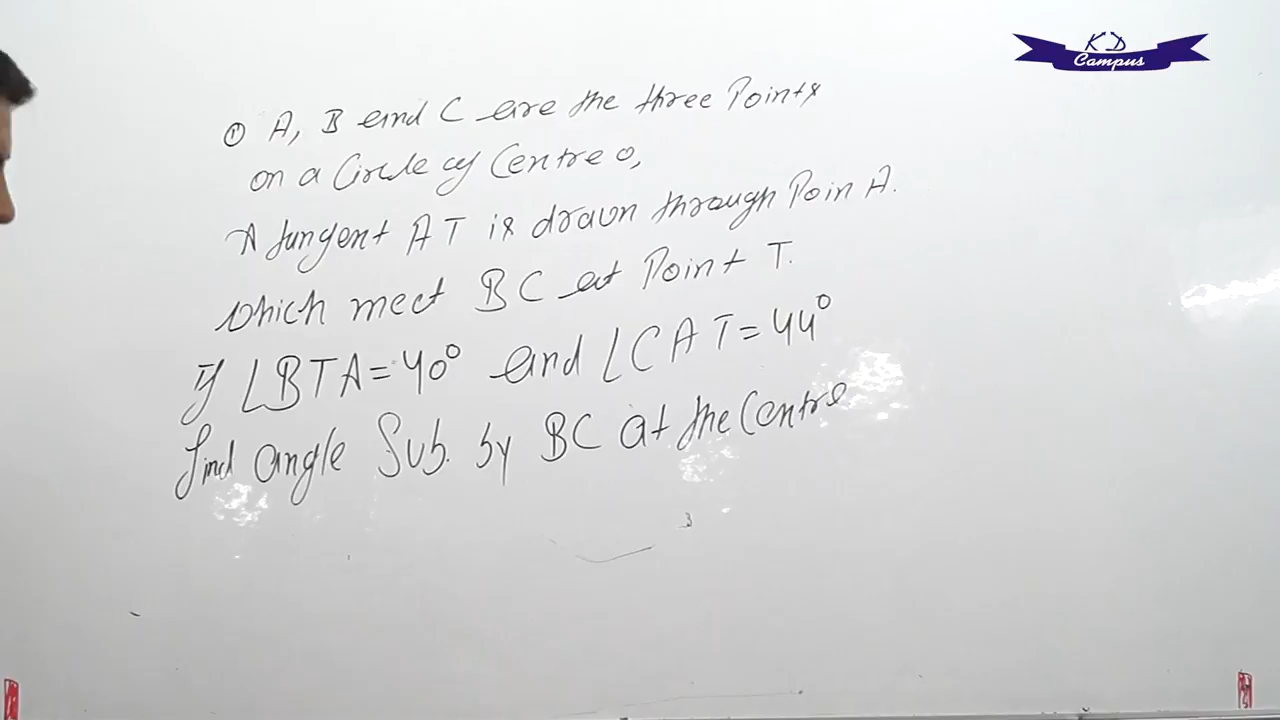 KD
Campus
① A, B and C are the three Points
on a Circle of Centre O,
A tangent AT is drawn through Poin A.
which meet BC at Point T.
If ∠BTA=40° and ∠CAT=44°
find angle Sub. by BC at the Centre